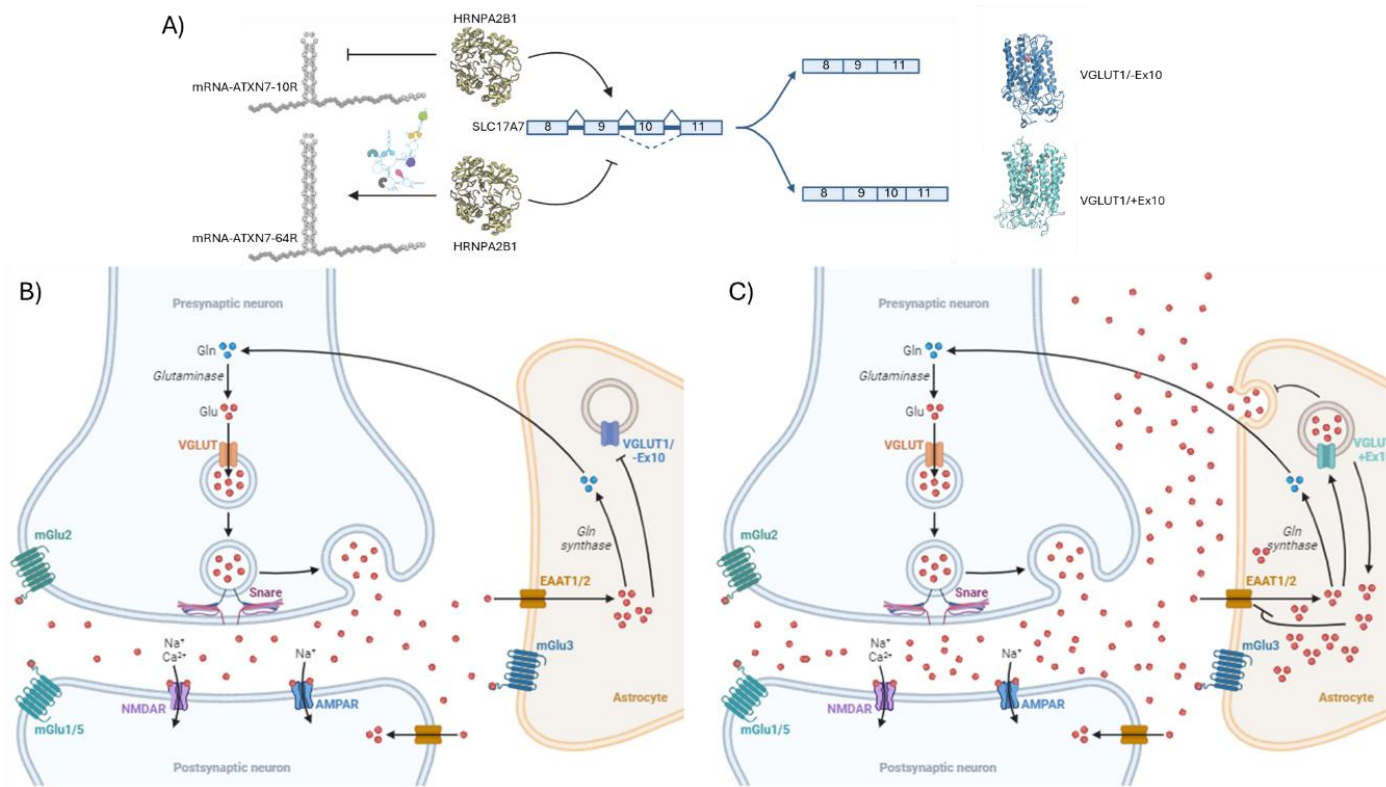 A)
HRNPA2B1
mRNA-ATXN7-10R
SLC17A7
8 9 10 11
8 9 11
8 9 10 11
VGLUT1/-Ex10
VGLUT1/+Ex10
mRNA-ATXN7-64R
HRNPA2B1
B)
Presynaptic neuron
Gln
Glutaminase
Glu
VGLUT
VGLUT1/
-Ex10
Gln
synthase
mGlu2
Snare
EAAT1/2
Na⁺
Ca²⁺
Na⁺
mGlu3
NMDAR
AMPAR
mGlu1/5
Astrocyte
Postsynaptic neuron
C)
Presynaptic neuron
Gln
Glutaminase
Glu
VGLUT
VGLU
+Ex1
Gln
synthase
mGlu2
Snare
EAAT1/2
Na⁺
Ca²⁺
Na⁺
mGlu3
NMDAR
AMPAR
mGlu1/5
Astrocyte
Postsynaptic neuron